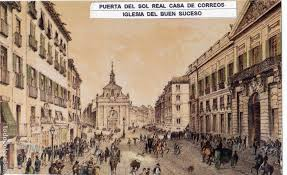 PUERTA DEL SOL REAL CASA DE CORREOS
IGLESIA DEL BUEN SUCESO